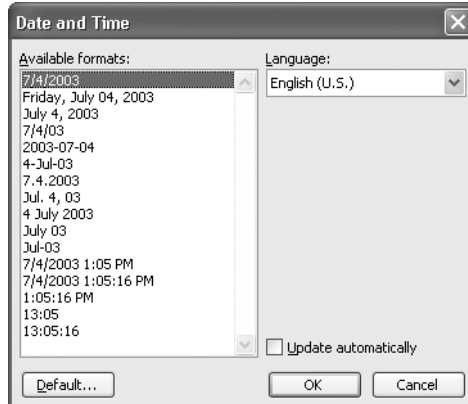 Date and Time
Available formats:
Language:
7/4/2003
English (U.S.)
Friday, July 04, 2003
July 4, 2003
7/4/03
2003-07-04
4-Jul-03
7.4.2003
Jul. 4, 03
4 July 2003
July 03
Jul-03
7/4/2003 1:05 PM
7/4/2003 1:05:16 PM
1:05:16 PM
13:05
13:05:16
Update automatically
Default...
OK
Cancel